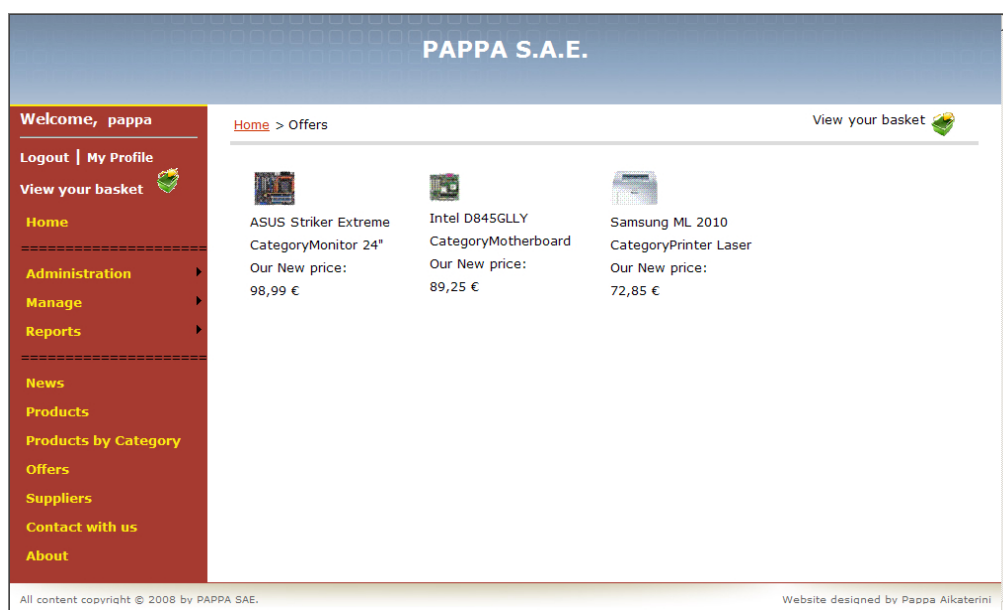 PAPPA S.A.E.
Welcome, pappa
Logout | My Profile
View your basket
Home
=====================
Administration
Manage
Reports
=====================
News
Products
Products by Category
Offers
Suppliers
Contact with us
About
Home > Offers
View your basket
ASUS Striker Extreme
CategoryMonitor 24"
Our New price:
98,99 €
Intel D845GLLY
CategoryMotherboard
Our New price:
89,25 €
Samsung ML 2010
CategoryPrinter Laser
Our New price:
72,85 €
All content copyright © 2008 by PAPPA SAE.
Website designed by Pappa Aikaterini